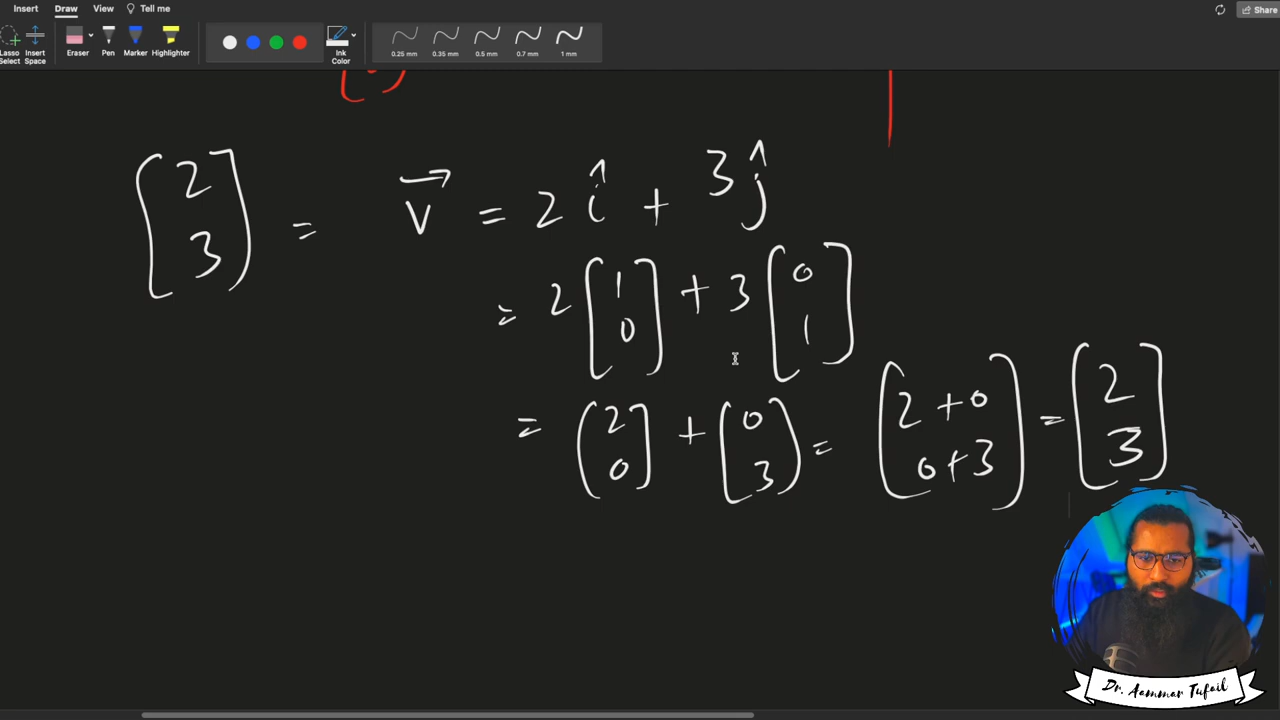 Insert Draw View Tell me Share
Lasso Select Insert Space Eraser Pen Marker Highlighter Ink Color 0.25 mm 0.35 mm 0.5 mm 0.7 mm 1 mm
[2 3] = v⃗ = 2 î + 3 ĵ
= 2 [1 0] + 3 [0 1]
= [2 0] + [0 3] = [2+0 0+3] = [2 3]
Dr. Aammar Tufail